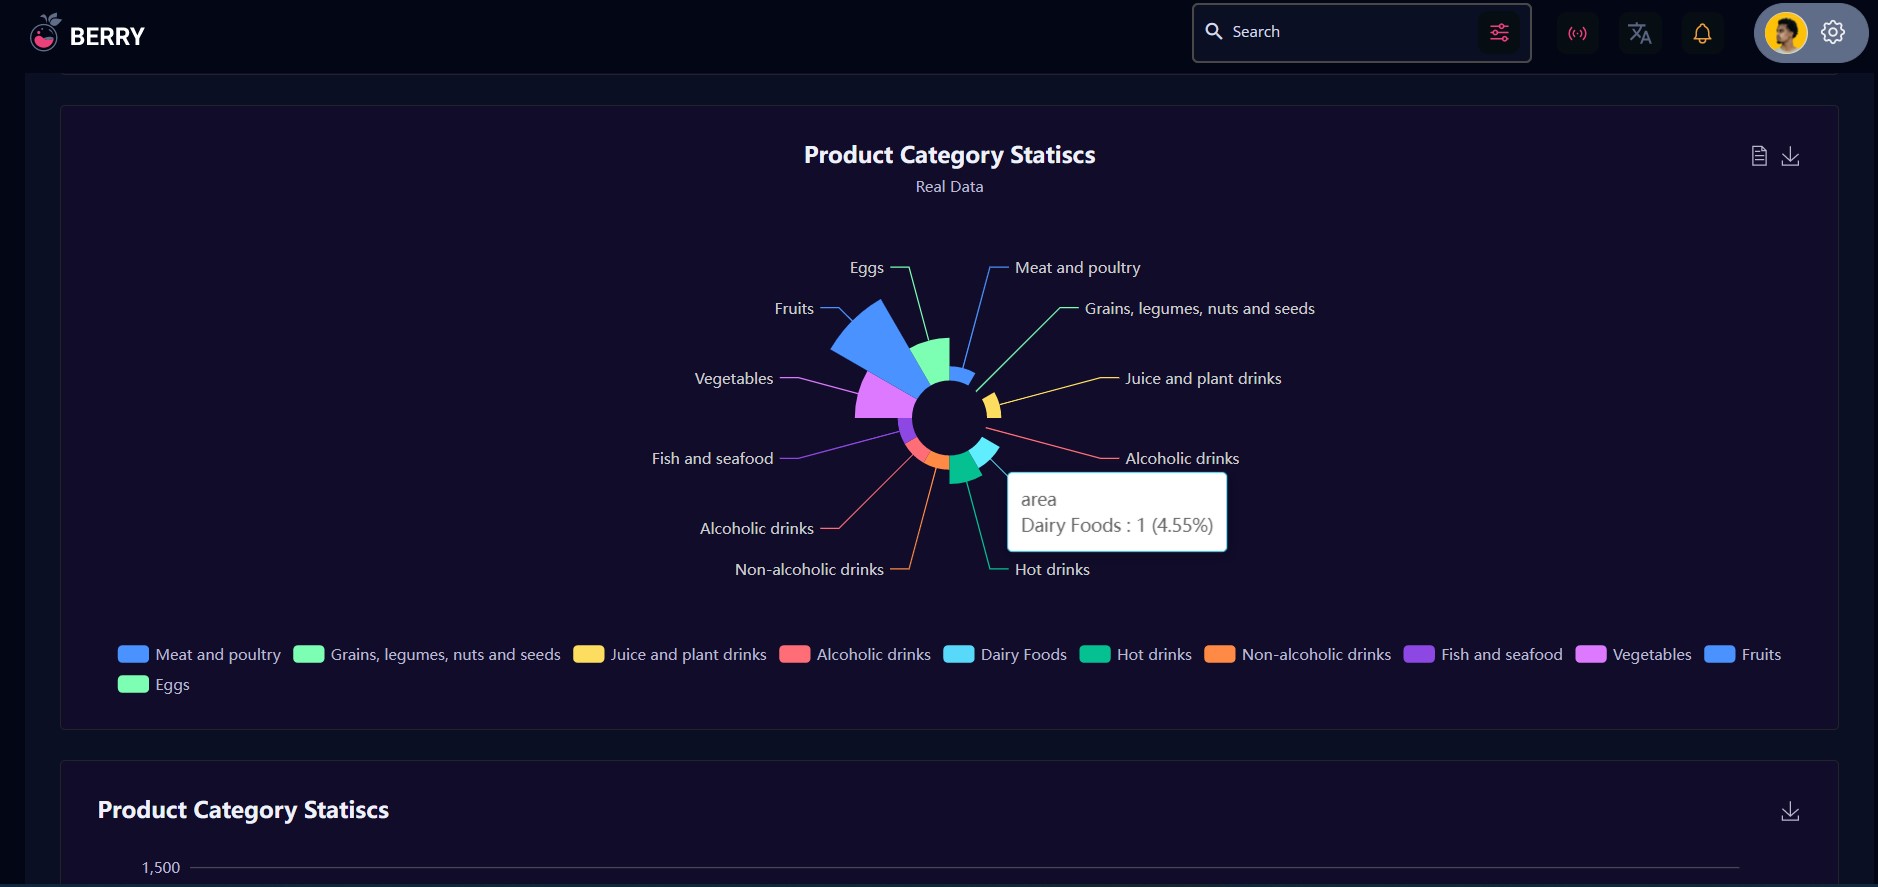 BERRY
Search
Product Category Statiscs
Real Data
Eggs
Meat and poultry
Fruits
Grains, legumes, nuts and seeds
Vegetables
Juice and plant drinks
Fish and seafood
Alcoholic drinks
area
Dairy Foods : 1 (4.55%)
Alcoholic drinks
Non-alcoholic drinks
Hot drinks
Meat and poultry Grains, legumes, nuts and seeds Juice and plant drinks Alcoholic drinks Dairy Foods Hot drinks Non-alcoholic drinks Fish and seafood Vegetables Fruits
Eggs
Product Category Statiscs
1,500